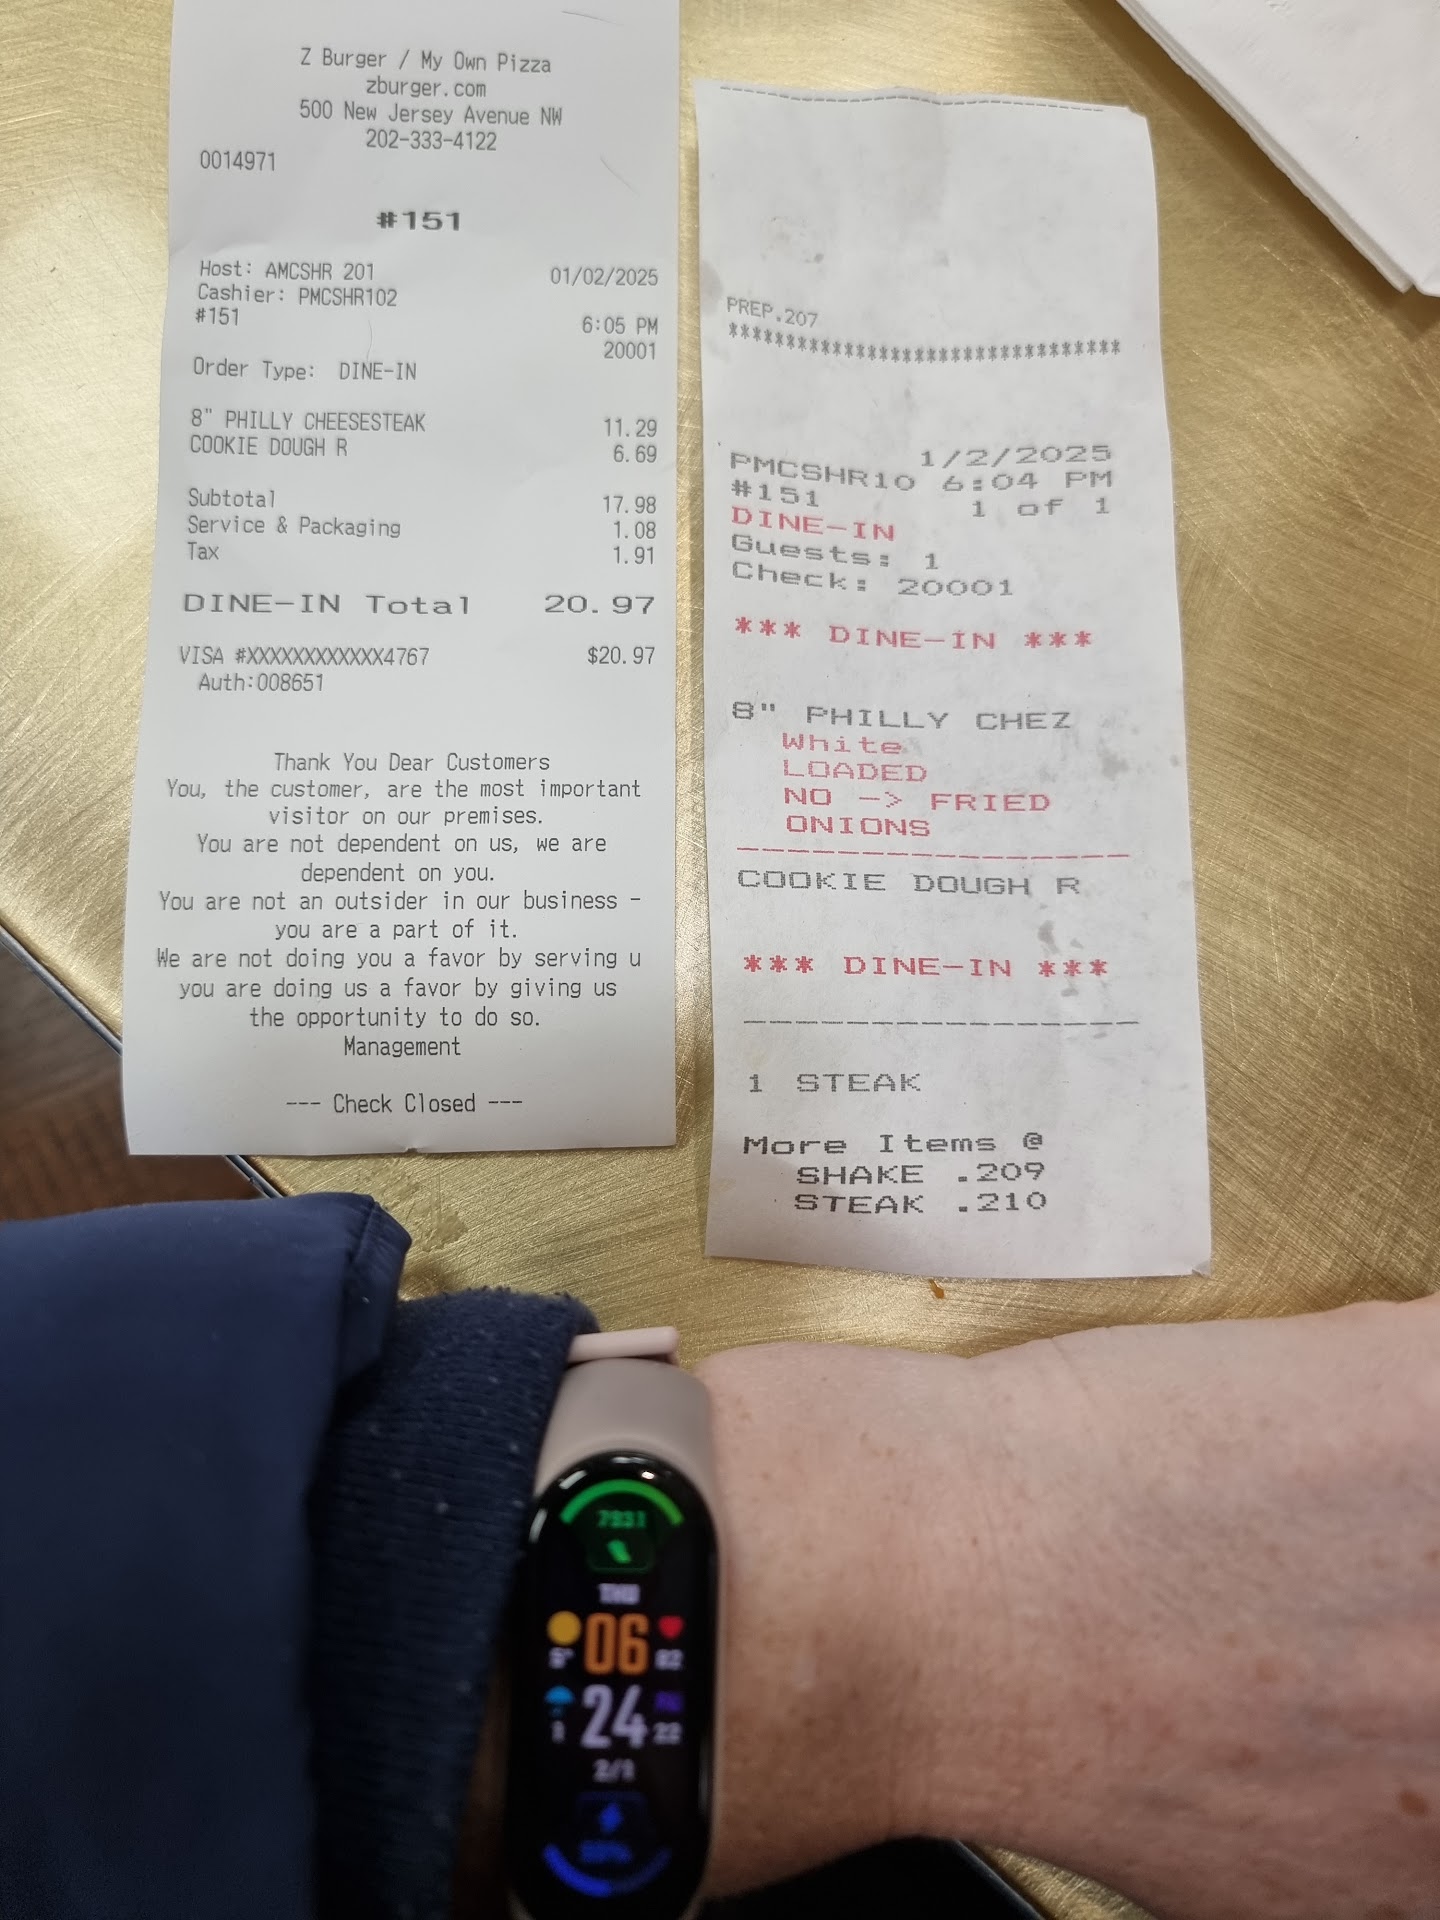 Z Burger / My Own Pizza
zburger.com
500 New Jersey Avenue NW
202-333-4122
0014971
#151
Host: AMCSHR 201 01/02/2025
Cashier: PMCSHR102
#151 6:05 PM
20001
Order Type: DINE-IN
8" PHILLY CHEESESTEAK 11.29
COOKIE DOUGH R 6.69
Subtotal 17.98
Service & Packaging 1.08
Tax 1.91
DINE-IN Total 20.97
VISA #XXXXXXXXXXXX4767 $20.97
Auth:008651
Thank You Dear Customers
You, the customer, are the most important
visitor on our premises.
You are not dependent on us, we are
dependent on you.
You are not an outsider in our business -
you are a part of it.
We are not doing you a favor by serving u
you are doing us a favor by giving us
the opportunity to do so.
Management
--- Check Closed ---
PREP.207
*********************************
1/2/2025
PMCSHR10 6:04 PM
#151 1 of 1
DINE-IN
Guests: 1
Check: 20001
*** DINE-IN ***
8" PHILLY CHEZ
White
LOADED
NO -> FRIED
ONIONS
COOKIE DOUGH R
*** DINE-IN ***
1 STEAK
More Items @
SHAKE .209
STEAK .210
7931
THU
06
5° 82
24
1 22
2/1